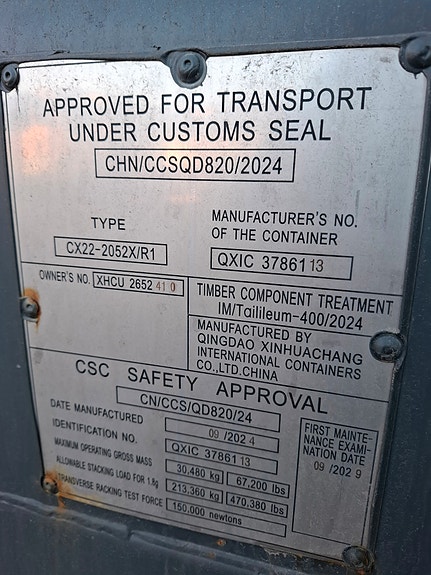 APPROVED FOR TRANSPORT
UNDER CUSTOMS SEAL
CHN/CCSQD820/2024
TYPE
CX22-2052X/R1
MANUFACTURER'S NO.
OF THE CONTAINER
QXIC 3786113
OWNER'S NO. XHCU 2652410
TIMBER COMPONENT TREATMENT
IM/Tailileum-400/2024
MANUFACTURED BY
QINGDAO XINHUACHANG
INTERNATIONAL CONTAINERS
CO.,LTD.CHINA
CSC SAFETY APPROVAL
CN/CCS/QD820/24
DATE MANUFACTURED 09/2024
IDENTIFICATION NO. QXIC 3786113
MAXIMUM OPERATING GROSS MASS 30,480 kg 67,200 lbs
ALLOWABLE STACKING LOAD FOR 1.8g 213,360 kg 470,380 lbs
TRANSVERSE RACKING TEST FORCE 150,000 newtons
FIRST MAINTE-
NANCE EXAMI-
NATION DATE
09/2029